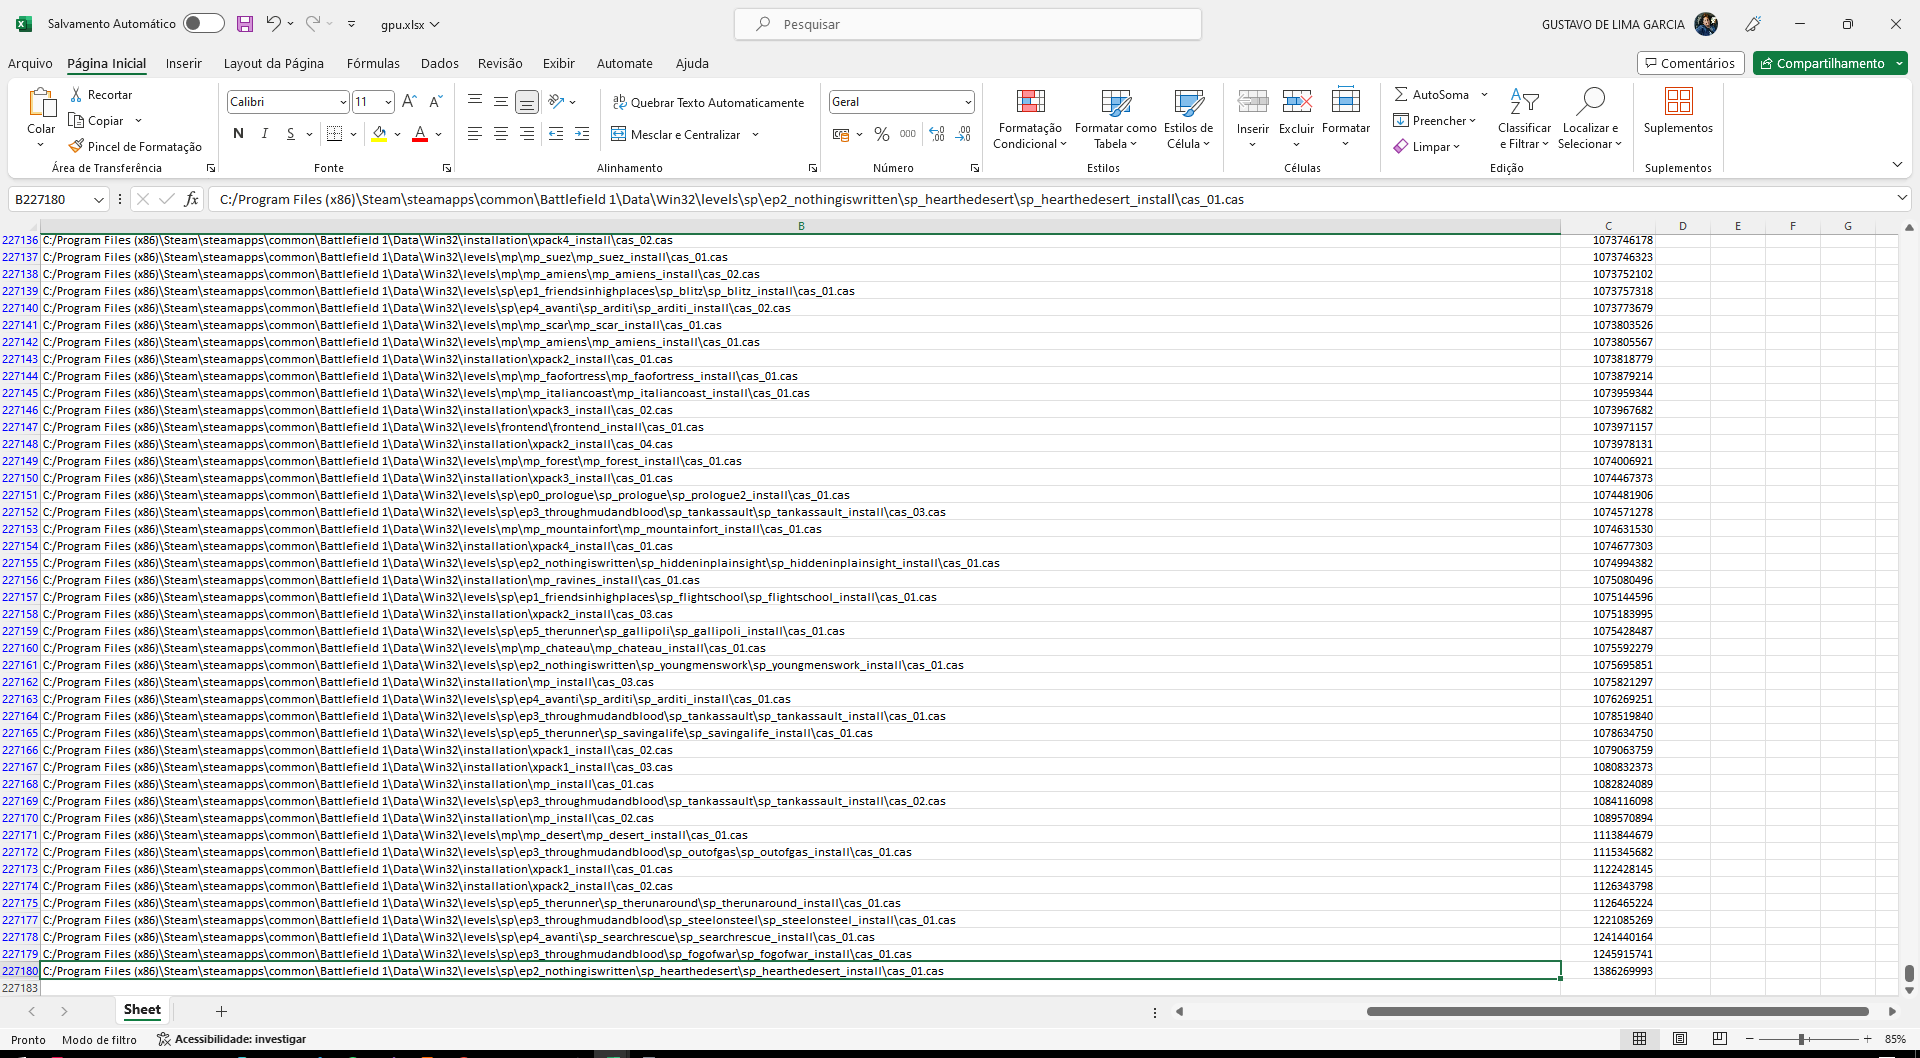 Salvamento Automático
gpu.xlsx
Pesquisar
GUSTAVO DE LIMA GARCIA
Arquivo Página Inicial Inserir Layout da Página Fórmulas Dados Revisão Exibir Automate Ajuda
Comentários Compartilhamento
Colar
Recortar
Copiar
Pincel de Formatação
Área de Transferência
Calibri 11
N I S
Fonte
Quebrar Texto Automaticamente
Mesclar e Centralizar
Alinhamento
Geral
% 000
Número
Formatação Condicional
Formatar como Tabela
Estilos de Célula
Estilos
Inserir Excluir Formatar
Células
AutoSoma
Preencher
Limpar
Classificar e Filtrar
Localizar e Selecionar
Edição
Suplementos
Suplementos
B227180 fx C:/Program Files (x86)\Steam\steamapps\common\Battlefield 1\Data\Win32\levels\sp\ep2_nothingiswritten\sp_hearthedesert\sp_hearthedesert_install\cas_01.cas
B C D E F G
227136 C:/Program Files (x86)\Steam\steamapps\common\Battlefield 1\Data\Win32\installation\xpack4_install\cas_02.cas 1073746178
227137 C:/Program Files (x86)\Steam\steamapps\common\Battlefield 1\Data\Win32\levels\mp\mp_suez\mp_suez_install\cas_01.cas 1073746323
227138 C:/Program Files (x86)\Steam\steamapps\common\Battlefield 1\Data\Win32\levels\mp\mp_amiens\mp_amiens_install\cas_02.cas 1073752102
227139 C:/Program Files (x86)\Steam\steamapps\common\Battlefield 1\Data\Win32\levels\sp\ep1_friendsinhighplaces\sp_blitz\sp_blitz_install\cas_01.cas 1073757318
227140 C:/Program Files (x86)\Steam\steamapps\common\Battlefield 1\Data\Win32\levels\sp\ep4_avanti\sp_arditi\sp_arditi_install\cas_02.cas 1073773679
227141 C:/Program Files (x86)\Steam\steamapps\common\Battlefield 1\Data\Win32\levels\mp\mp_scar\mp_scar_install\cas_01.cas 1073803526
227142 C:/Program Files (x86)\Steam\steamapps\common\Battlefield 1\Data\Win32\levels\mp\mp_amiens\mp_amiens_install\cas_01.cas 1073805567
227143 C:/Program Files (x86)\Steam\steamapps\common\Battlefield 1\Data\Win32\installation\xpack2_install\cas_01.cas 1073818779
227144 C:/Program Files (x86)\Steam\steamapps\common\Battlefield 1\Data\Win32\levels\mp\mp_faofortress\mp_faofortress_install\cas_01.cas 1073879214
227145 C:/Program Files (x86)\Steam\steamapps\common\Battlefield 1\Data\Win32\levels\mp\mp_italiancoast\mp_italiancoast_install\cas_01.cas 1073959344
227146 C:/Program Files (x86)\Steam\steamapps\common\Battlefield 1\Data\Win32\installation\xpack3_install\cas_02.cas 1073967682
227147 C:/Program Files (x86)\Steam\steamapps\common\Battlefield 1\Data\Win32\levels\frontend\frontend_install\cas_01.cas 1073971157
227148 C:/Program Files (x86)\Steam\steamapps\common\Battlefield 1\Data\Win32\installation\xpack2_install\cas_04.cas 1073978131
227149 C:/Program Files (x86)\Steam\steamapps\common\Battlefield 1\Data\Win32\levels\mp\mp_forest\mp_forest_install\cas_01.cas 1074006921
227150 C:/Program Files (x86)\Steam\steamapps\common\Battlefield 1\Data\Win32\installation\xpack3_install\cas_01.cas 1074467373
227151 C:/Program Files (x86)\Steam\steamapps\common\Battlefield 1\Data\Win32\levels\sp\ep0_prologue\sp_prologue\sp_prologue2_install\cas_01.cas 1074481906
227152 C:/Program Files (x86)\Steam\steamapps\common\Battlefield 1\Data\Win32\levels\sp\ep3_throughmudandblood\sp_tankassault\sp_tankassault_install\cas_03.cas 1074571278
227153 C:/Program Files (x86)\Steam\steamapps\common\Battlefield 1\Data\Win32\levels\mp\mp_mountainfort\mp_mountainfort_install\cas_01.cas 1074631530
227154 C:/Program Files (x86)\Steam\steamapps\common\Battlefield 1\Data\Win32\installation\xpack4_install\cas_01.cas 1074677303
227155 C:/Program Files (x86)\Steam\steamapps\common\Battlefield 1\Data\Win32\levels\sp\ep2_nothingiswritten\sp_hiddeninplainsight\sp_hiddeninplainsight_install\cas_01.cas 1074994382
227156 C:/Program Files (x86)\Steam\steamapps\common\Battlefield 1\Data\Win32\installation\mp_ravines_install\cas_01.cas 1075080496
227157 C:/Program Files (x86)\Steam\steamapps\common\Battlefield 1\Data\Win32\levels\sp\ep1_friendsinhighplaces\sp_flightschool\sp_flightschool_install\cas_01.cas 1075144596
227158 C:/Program Files (x86)\Steam\steamapps\common\Battlefield 1\Data\Win32\installation\xpack2_install\cas_03.cas 1075183995
227159 C:/Program Files (x86)\Steam\steamapps\common\Battlefield 1\Data\Win32\levels\sp\ep5_therunner\sp_gallipoli\sp_gallipoli_install\cas_01.cas 1075428487
227160 C:/Program Files (x86)\Steam\steamapps\common\Battlefield 1\Data\Win32\levels\mp\mp_chateau\mp_chateau_install\cas_01.cas 1075592279
227161 C:/Program Files (x86)\Steam\steamapps\common\Battlefield 1\Data\Win32\levels\sp\ep2_nothingiswritten\sp_youngmenswork\sp_youngmenswork_install\cas_01.cas 1075695851
227162 C:/Program Files (x86)\Steam\steamapps\common\Battlefield 1\Data\Win32\installation\mp_install\cas_03.cas 1075821297
227163 C:/Program Files (x86)\Steam\steamapps\common\Battlefield 1\Data\Win32\levels\sp\ep4_avanti\sp_arditi\sp_arditi_install\cas_01.cas 1076269251
227164 C:/Program Files (x86)\Steam\steamapps\common\Battlefield 1\Data\Win32\levels\sp\ep3_throughmudandblood\sp_tankassault\sp_tankassault_install\cas_01.cas 1078519840
227165 C:/Program Files (x86)\Steam\steamapps\common\Battlefield 1\Data\Win32\levels\sp\ep5_therunner\sp_savingalife\sp_savingalife_install\cas_01.cas 1078634750
227166 C:/Program Files (x86)\Steam\steamapps\common\Battlefield 1\Data\Win32\installation\xpack1_install\cas_02.cas 1079063759
227167 C:/Program Files (x86)\Steam\steamapps\common\Battlefield 1\Data\Win32\installation\xpack1_install\cas_03.cas 1080832373
227168 C:/Program Files (x86)\Steam\steamapps\common\Battlefield 1\Data\Win32\installation\mp_install\cas_01.cas 1082824089
227169 C:/Program Files (x86)\Steam\steamapps\common\Battlefield 1\Data\Win32\levels\sp\ep3_throughmudandblood\sp_tankassault\sp_tankassault_install\cas_02.cas 1084116098
227170 C:/Program Files (x86)\Steam\steamapps\common\Battlefield 1\Data\Win32\installation\mp_install\cas_02.cas 1089570894
227171 C:/Program Files (x86)\Steam\steamapps\common\Battlefield 1\Data\Win32\levels\mp\mp_desert\mp_desert_install\cas_01.cas 1113844679
227172 C:/Program Files (x86)\Steam\steamapps\common\Battlefield 1\Data\Win32\levels\sp\ep3_throughmudandblood\sp_outofgas\sp_outofgas_install\cas_01.cas 1115345682
227173 C:/Program Files (x86)\Steam\steamapps\common\Battlefield 1\Data\Win32\installation\xpack1_install\cas_01.cas 1122428145
227174 C:/Program Files (x86)\Steam\steamapps\common\Battlefield 1\Data\Win32\installation\xpack2_install\cas_02.cas 1126343798
227175 C:/Program Files (x86)\Steam\steamapps\common\Battlefield 1\Data\Win32\levels\sp\ep5_therunner\sp_therunaround\sp_therunaround_install\cas_01.cas 1126465224
227177 C:/Program Files (x86)\Steam\steamapps\common\Battlefield 1\Data\Win32\levels\sp\ep3_throughmudandblood\sp_steelonsteel\sp_steelonsteel_install\cas_01.cas 1221085269
227178 C:/Program Files (x86)\Steam\steamapps\common\Battlefield 1\Data\Win32\levels\sp\ep4_avanti\sp_searchrescue\sp_searchrescue_install\cas_01.cas 1241440164
227179 C:/Program Files (x86)\Steam\steamapps\common\Battlefield 1\Data\Win32\levels\sp\ep3_throughmudandblood\sp_fogofwar\sp_fogofwar_install\cas_01.cas 1245915741
227180 C:/Program Files (x86)\Steam\steamapps\common\Battlefield 1\Data\Win32\levels\sp\ep2_nothingiswritten\sp_hearthedesert\sp_hearthedesert_install\cas_01.cas 1386269993
227183
Sheet
Pronto Modo de filtro Acessibilidade: investigar 85%